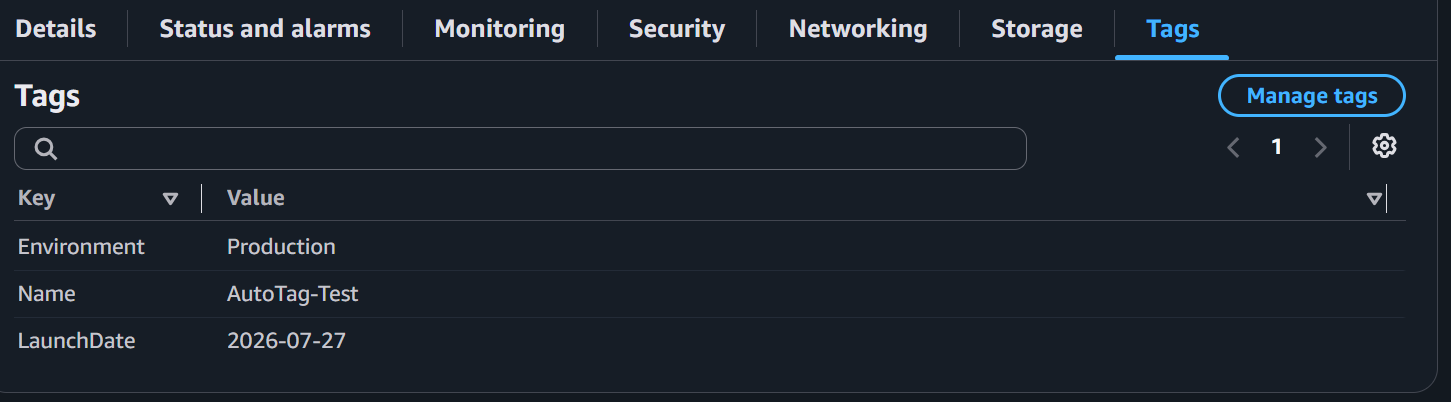 Details Status and alarms Monitoring Security Networking Storage Tags
Tags Manage tags
1
Key Value
Environment Production
Name AutoTag-Test
LaunchDate 2026-07-27